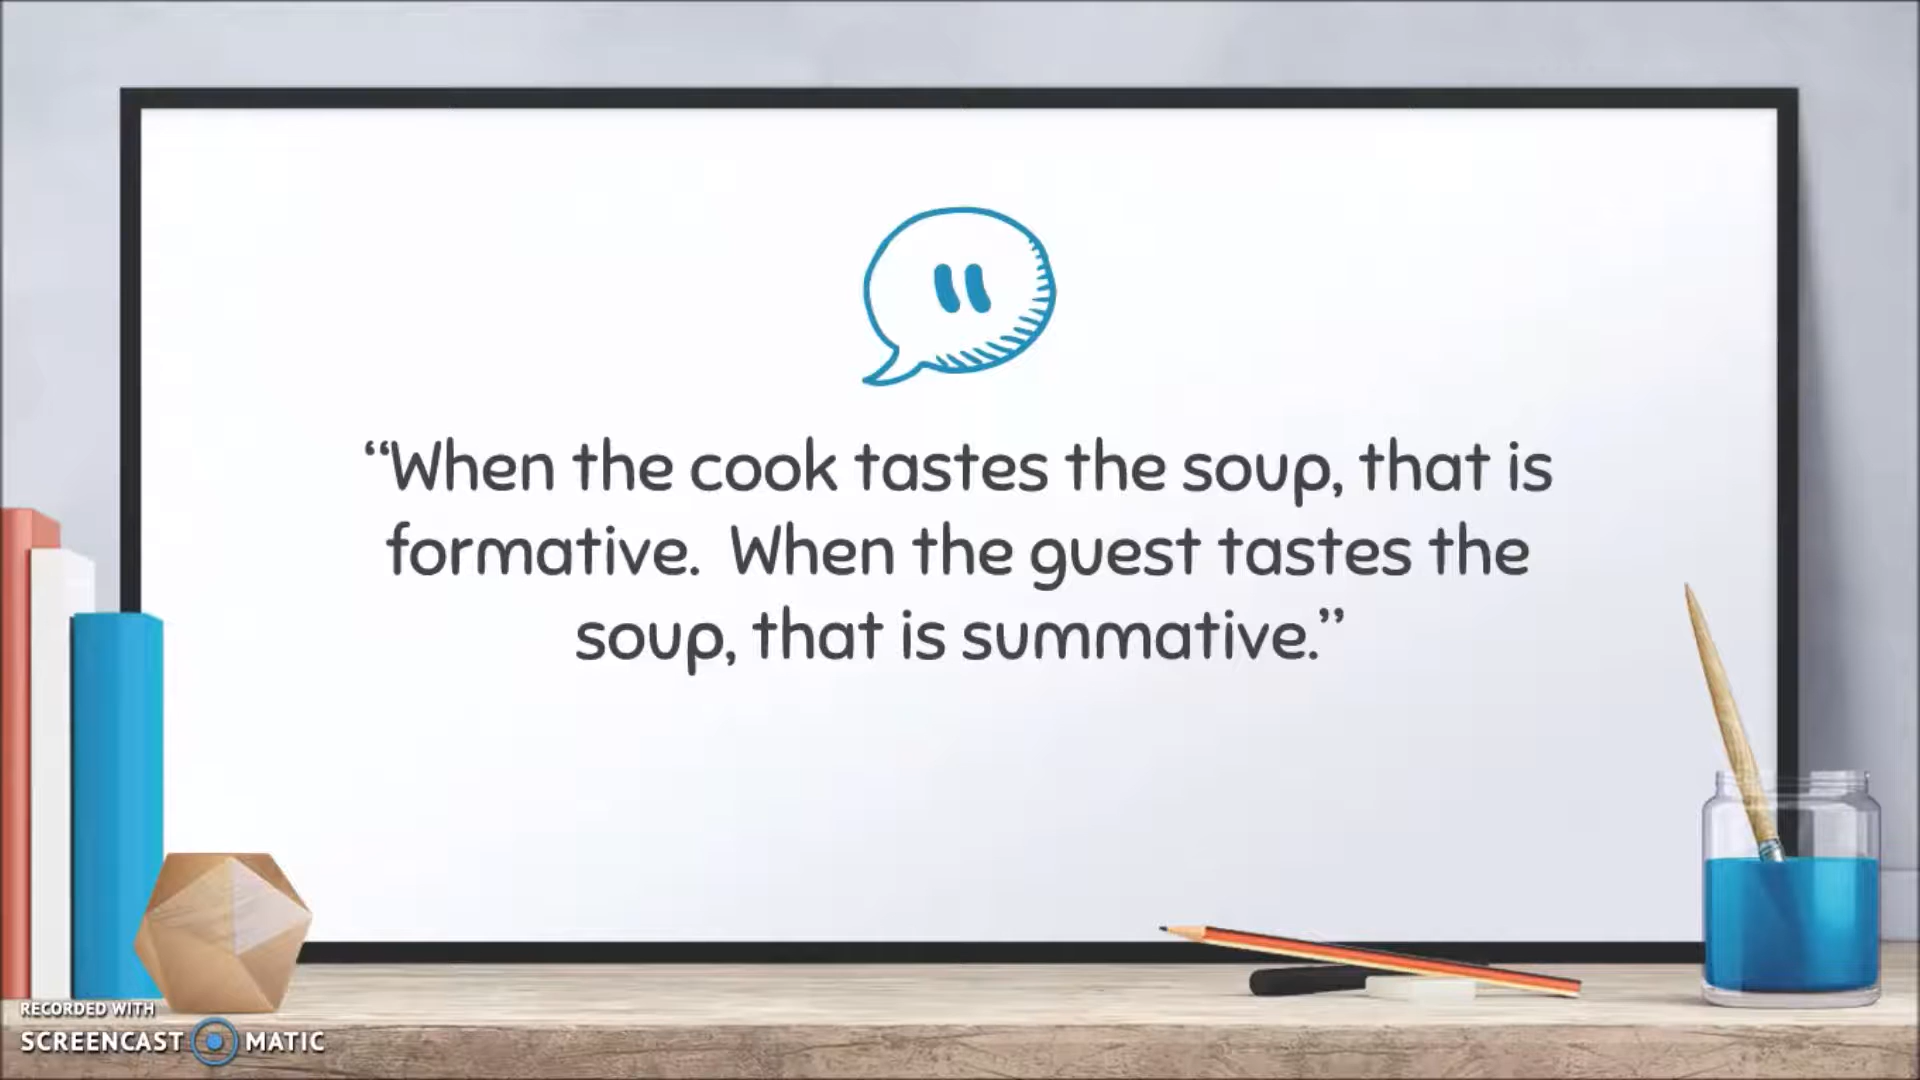 “When the cook tastes the soup, that is
formative.  When the guest tastes the
soup, that is summative.”
RECORDED WITH
SCREENCAST MATIC